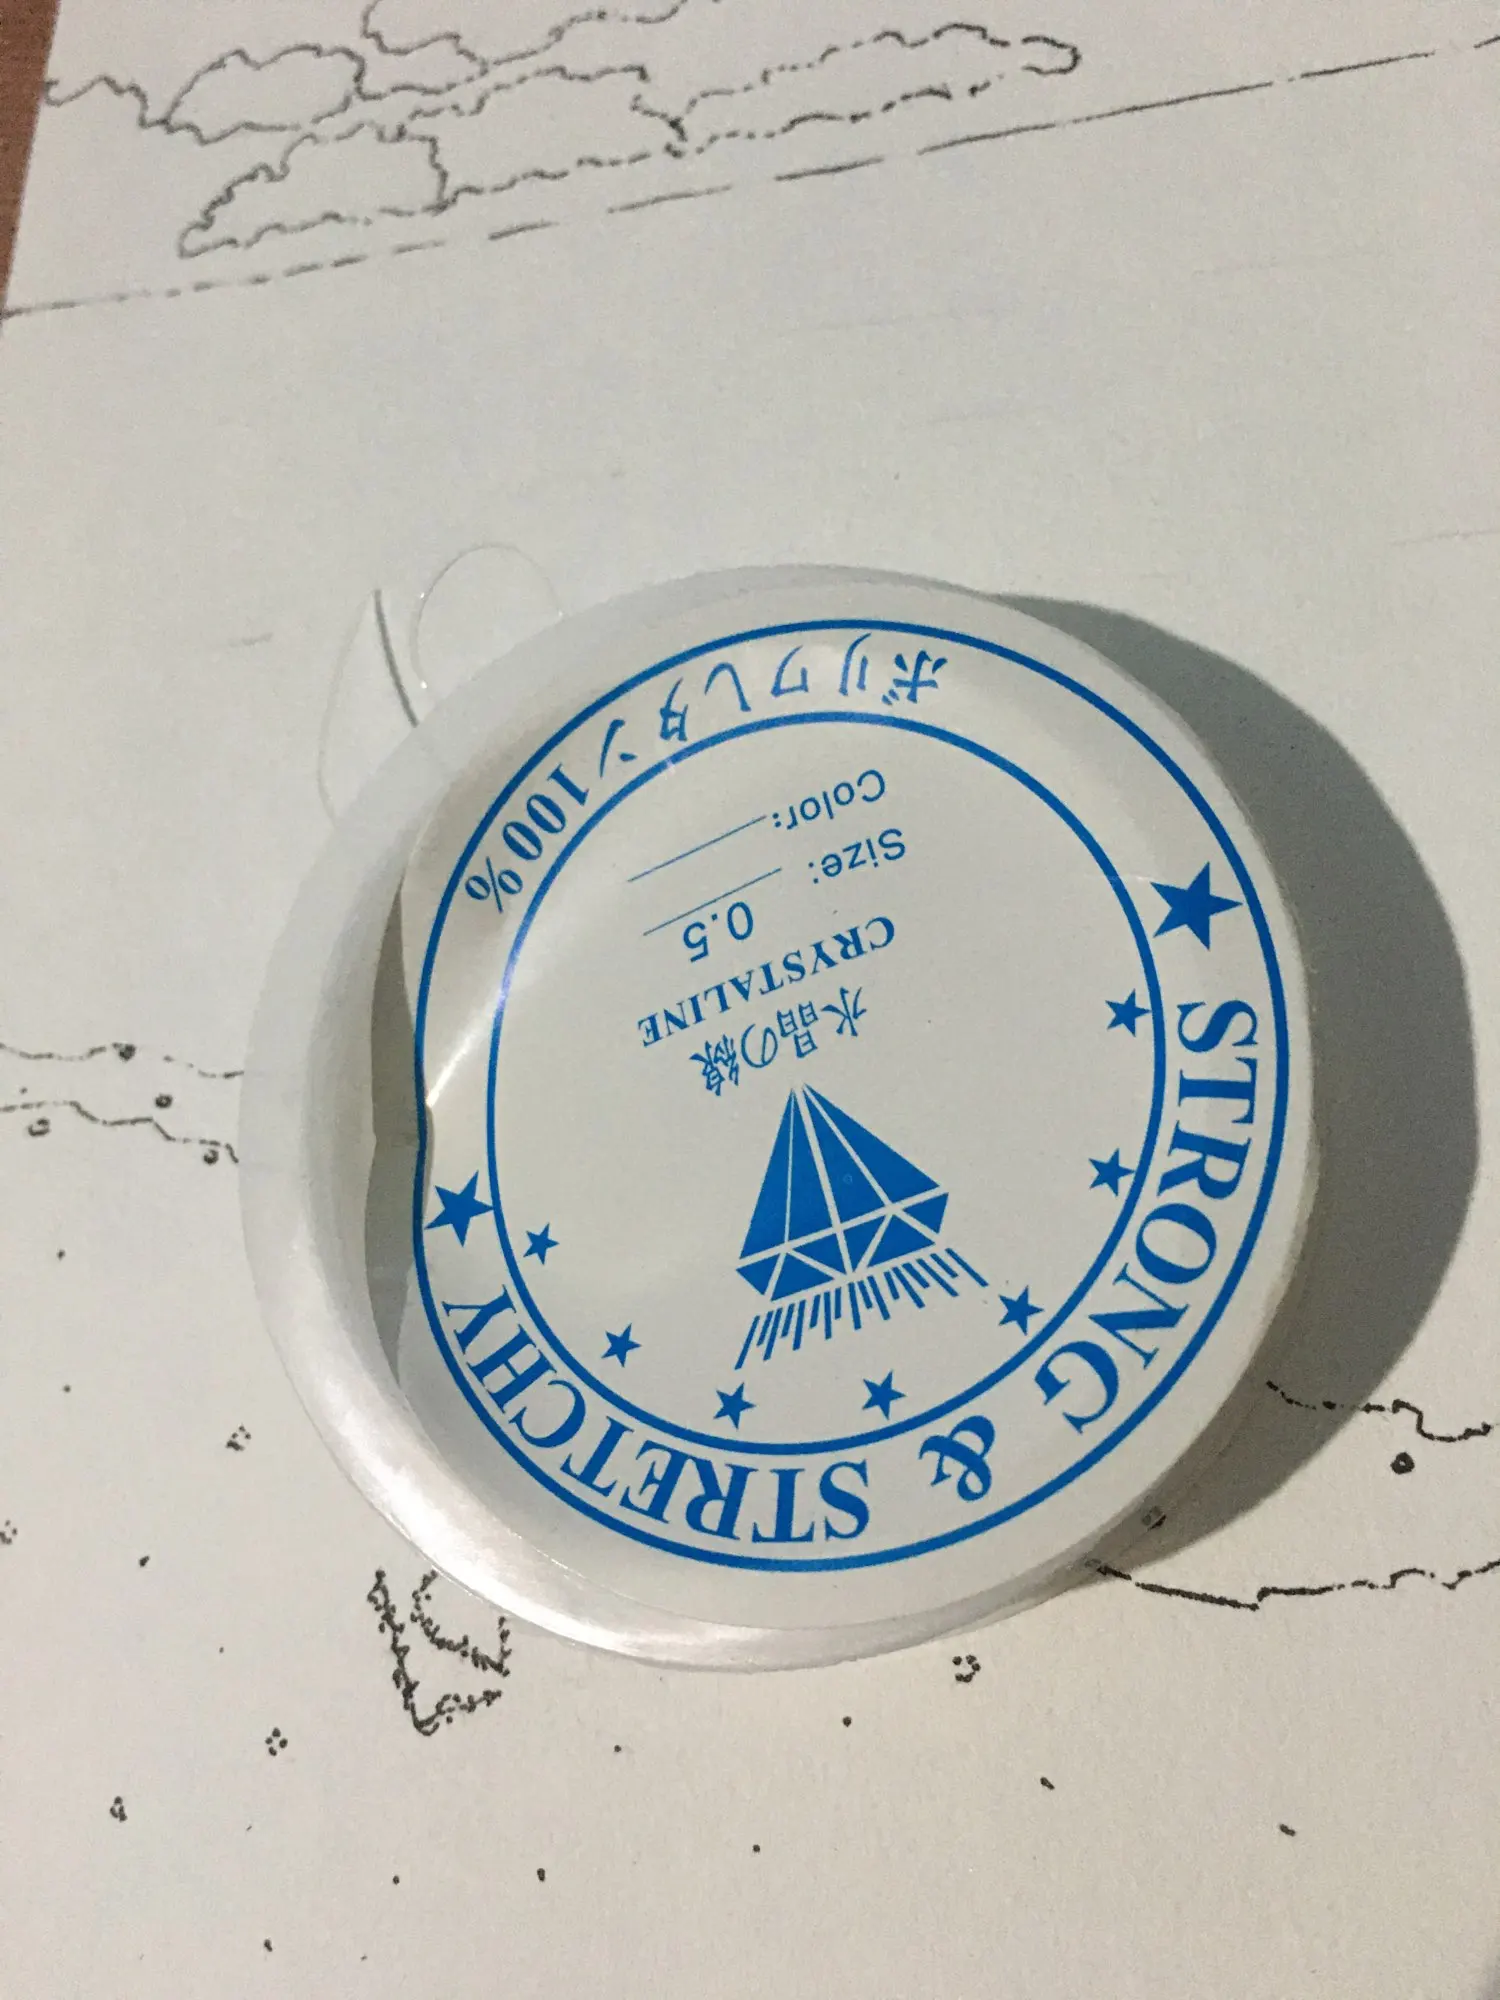 ★ STRONG & STRETCHY ★
水晶の線
CRYSTALINE
Size: 0.5
Color:
ポリワレタン100%